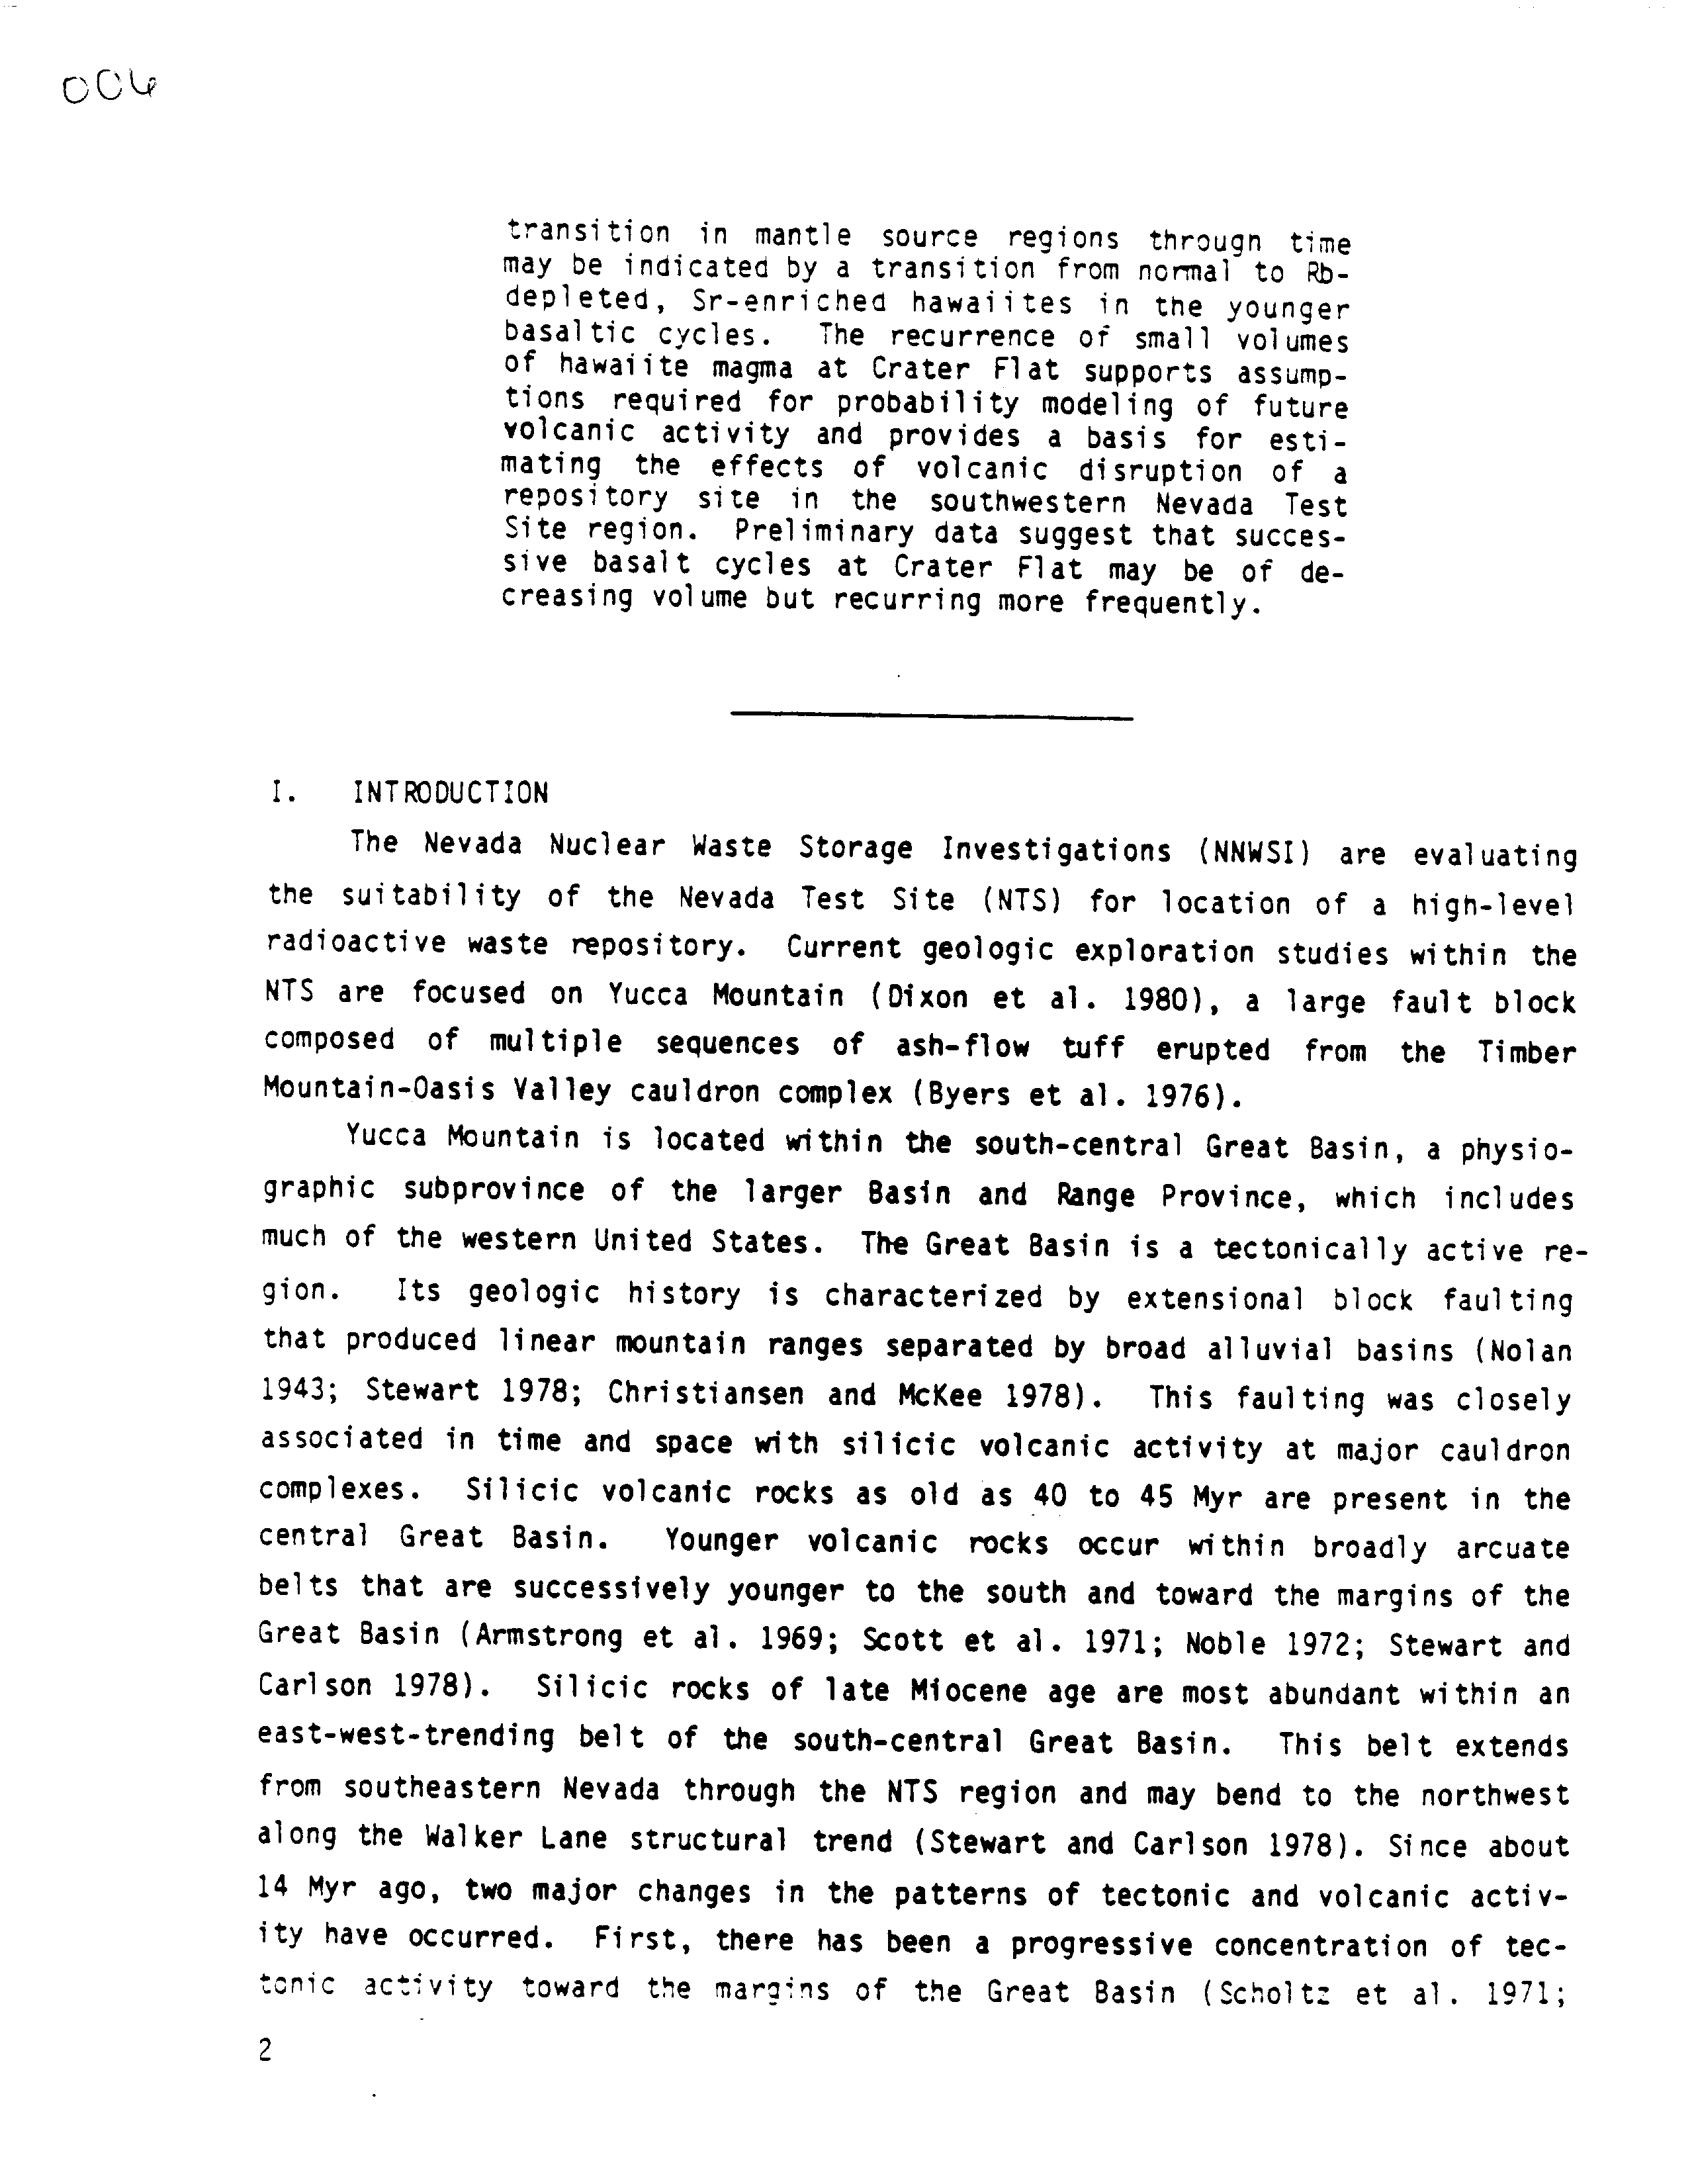 006
transition in mantle source regions through time
may be indicated by a transition from normal to Rb-
depleted, Sr-enriched hawaiites in the younger
basaltic cycles. The recurrence of small volumes
of hawaiite magma at Crater Flat supports assump-
tions required for probability modeling of future
volcanic activity and provides a basis for esti-
mating the effects of volcanic disruption of a
repository site in the southwestern Nevada Test
Site region. Preliminary data suggest that succes-
sive basalt cycles at Crater Flat may be of de-
creasing volume but recurring more frequently.
I. INTRODUCTION
The Nevada Nuclear Waste Storage Investigations (NNWSI) are evaluating
the suitability of the Nevada Test Site (NTS) for location of a high-level
radioactive waste repository. Current geologic exploration studies within the
NTS are focused on Yucca Mountain (Dixon et al. 1980), a large fault block
composed of multiple sequences of ash-flow tuff erupted from the Timber
Mountain-Oasis Valley cauldron complex (Byers et al. 1976).
Yucca Mountain is located within the south-central Great Basin, a physio-
graphic subprovince of the larger Basin and Range Province, which includes
much of the western United States. The Great Basin is a tectonically active re-
gion. Its geologic history is characterized by extensional block faulting
that produced linear mountain ranges separated by broad alluvial basins (Nolan
1943; Stewart 1978; Christiansen and McKee 1978). This faulting was closely
associated in time and space with silicic volcanic activity at major cauldron
complexes. Silicic volcanic rocks as old as 40 to 45 Myr are present in the
central Great Basin. Younger volcanic rocks occur within broadly arcuate
belts that are successively younger to the south and toward the margins of the
Great Basin (Armstrong et al. 1969; Scott et al. 1971; Noble 1972; Stewart and
Carlson 1978). Silicic rocks of late Miocene age are most abundant within an
east-west-trending belt of the south-central Great Basin. This belt extends
from southeastern Nevada through the NTS region and may bend to the northwest
along the Walker Lane structural trend (Stewart and Carlson 1978). Since about
14 Myr ago, two major changes in the patterns of tectonic and volcanic activ-
ity have occurred. First, there has been a progressive concentration of tec-
tonic activity toward the margins of the Great Basin (Scholtz et al. 1971;
2